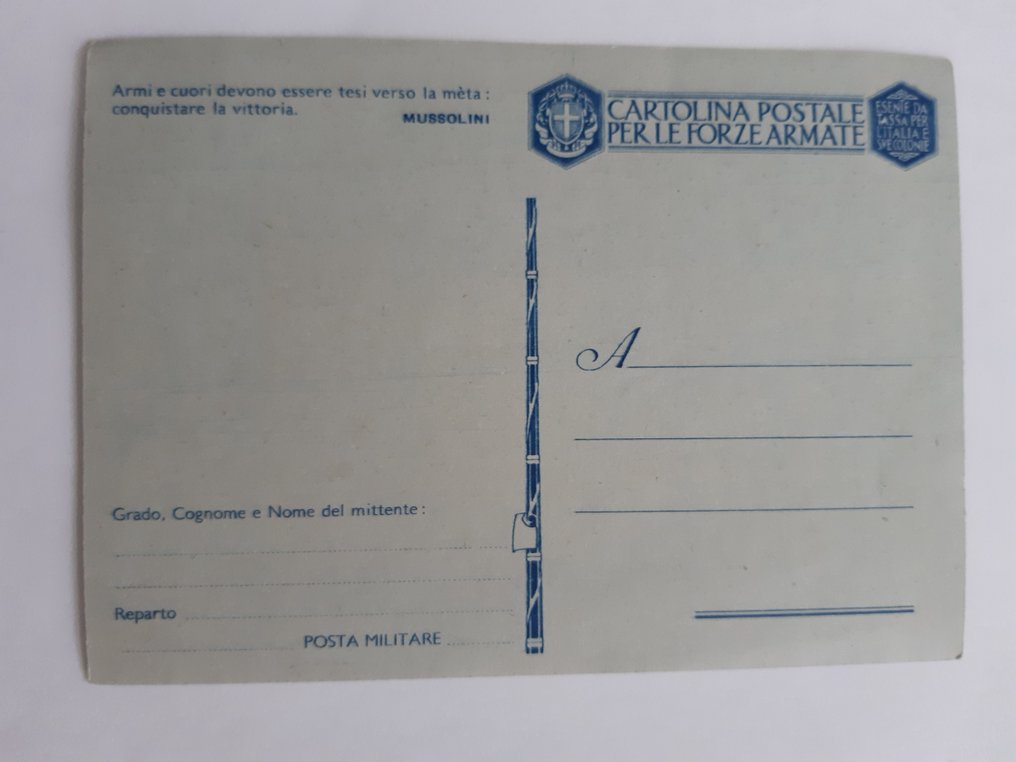 Armi e cuori devono essere tesi verso la mèta :
conquistare la vittoria.
MUSSOLINI
CARTOLINA POSTALE
PER LE FORZE ARMATE
ESENTE DA
TASSA PER
L'ITALIA E
SVE COLONIE
A
Grado, Cognome e Nome del mittente :
Reparto
POSTA MILITARE